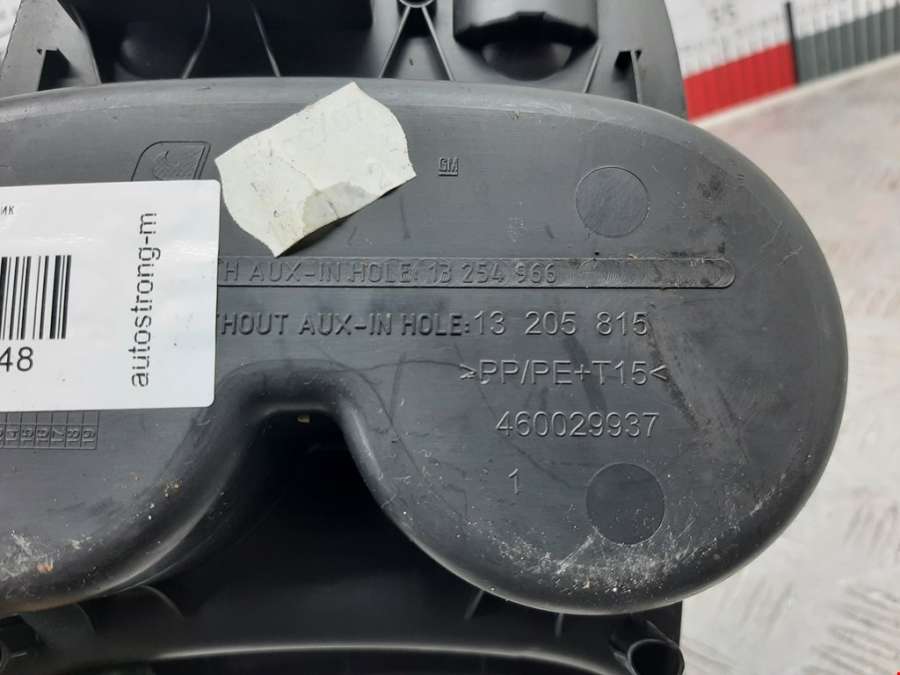 GM
ик
48
autostrong-m
TH AUX-IN HOLE: 13 254 966
THOUT AUX-IN HOLE: 13 205 815
>PP/PE+T15<
460029937
1